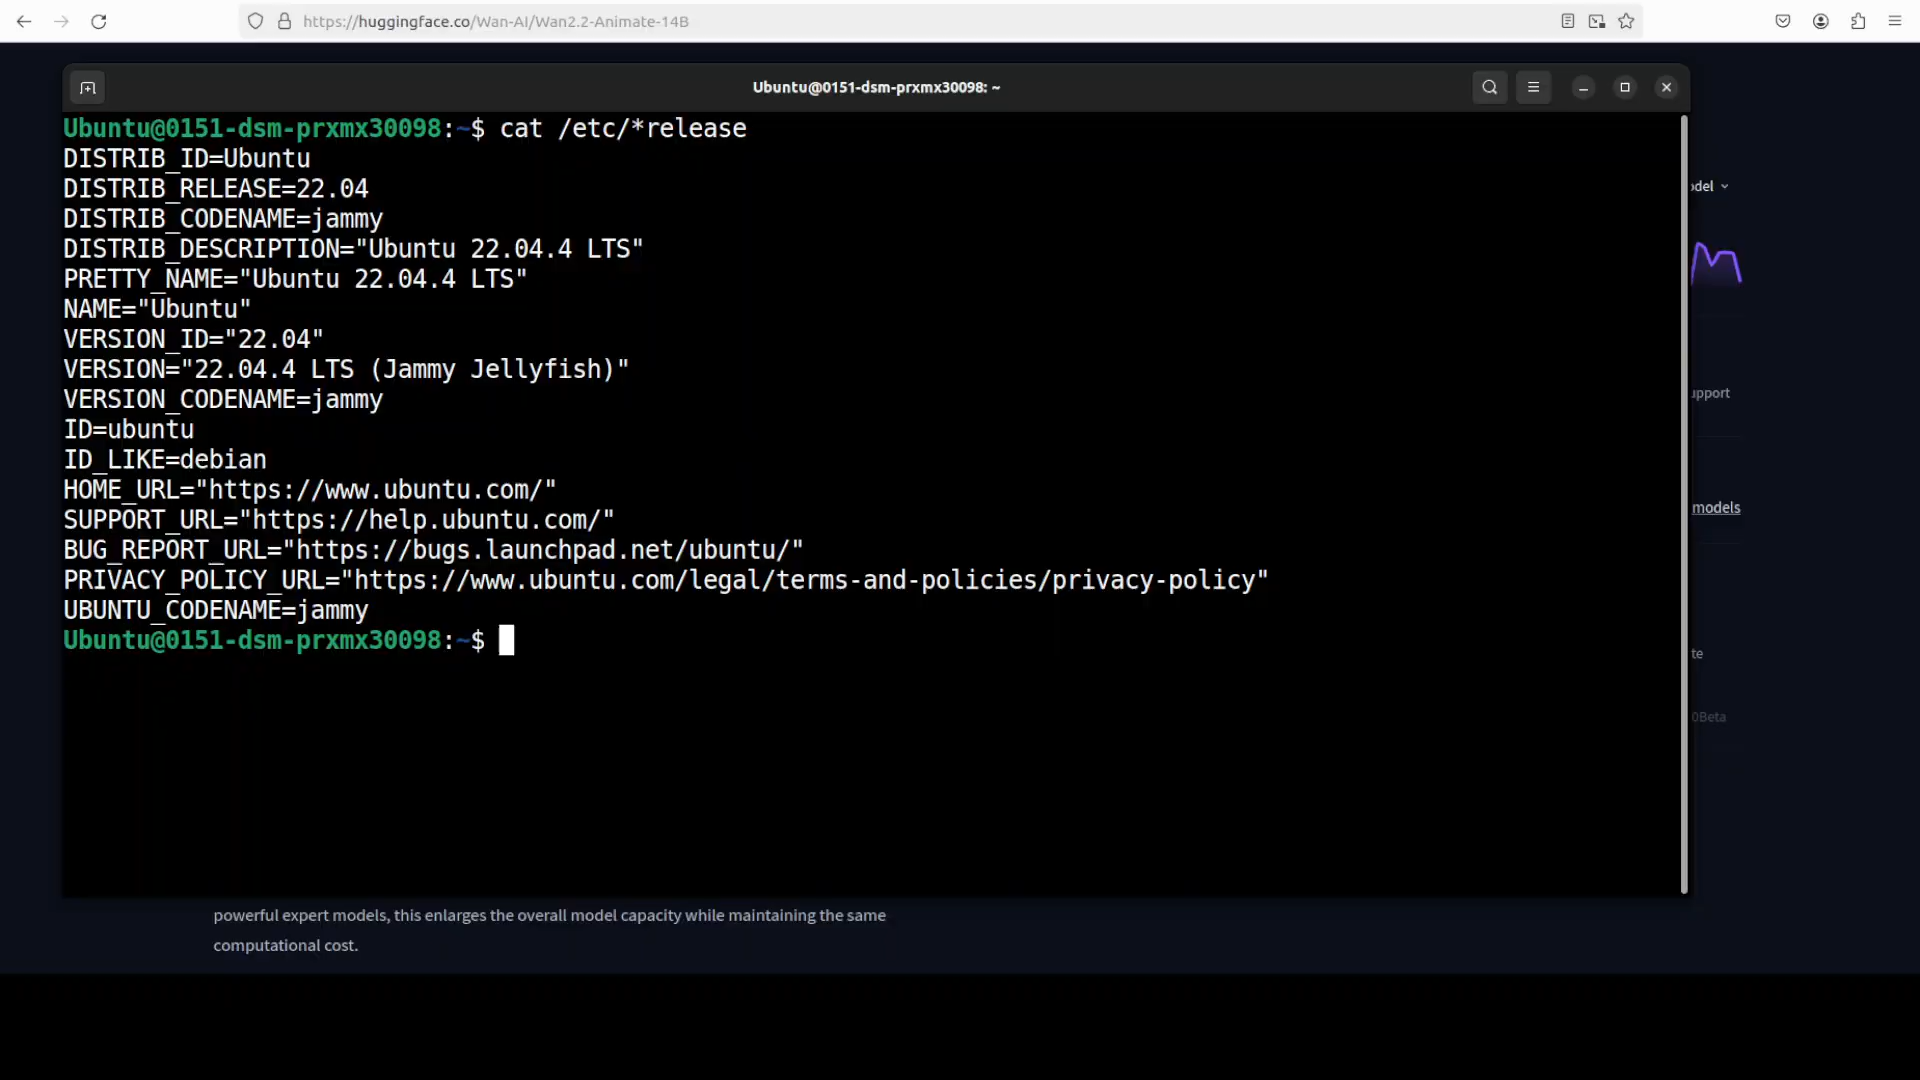 https://huggingface.co/Wan-AI/Wan2.2-Animate-14B
Ubuntu@0151-dsm-prxmx30098: ~
Ubuntu@0151-dsm-prxmx30098:~$ cat /etc/*release
DISTRIB_ID=Ubuntu
DISTRIB_RELEASE=22.04
DISTRIB_CODENAME=jammy
DISTRIB_DESCRIPTION="Ubuntu 22.04.4 LTS"
PRETTY_NAME="Ubuntu 22.04.4 LTS"
NAME="Ubuntu"
VERSION_ID="22.04"
VERSION="22.04.4 LTS (Jammy Jellyfish)"
VERSION_CODENAME=jammy
ID=ubuntu
ID_LIKE=debian
HOME_URL="https://www.ubuntu.com/"
SUPPORT_URL="https://help.ubuntu.com/"
BUG_REPORT_URL="https://bugs.launchpad.net/ubuntu/"
PRIVACY_POLICY_URL="https://www.ubuntu.com/legal/terms-and-policies/privacy-policy"
UBUNTU_CODENAME=jammy
Ubuntu@0151-dsm-prxmx30098:~$
models
powerful expert models, this enlarges the overall model capacity while maintaining the same
computational cost.